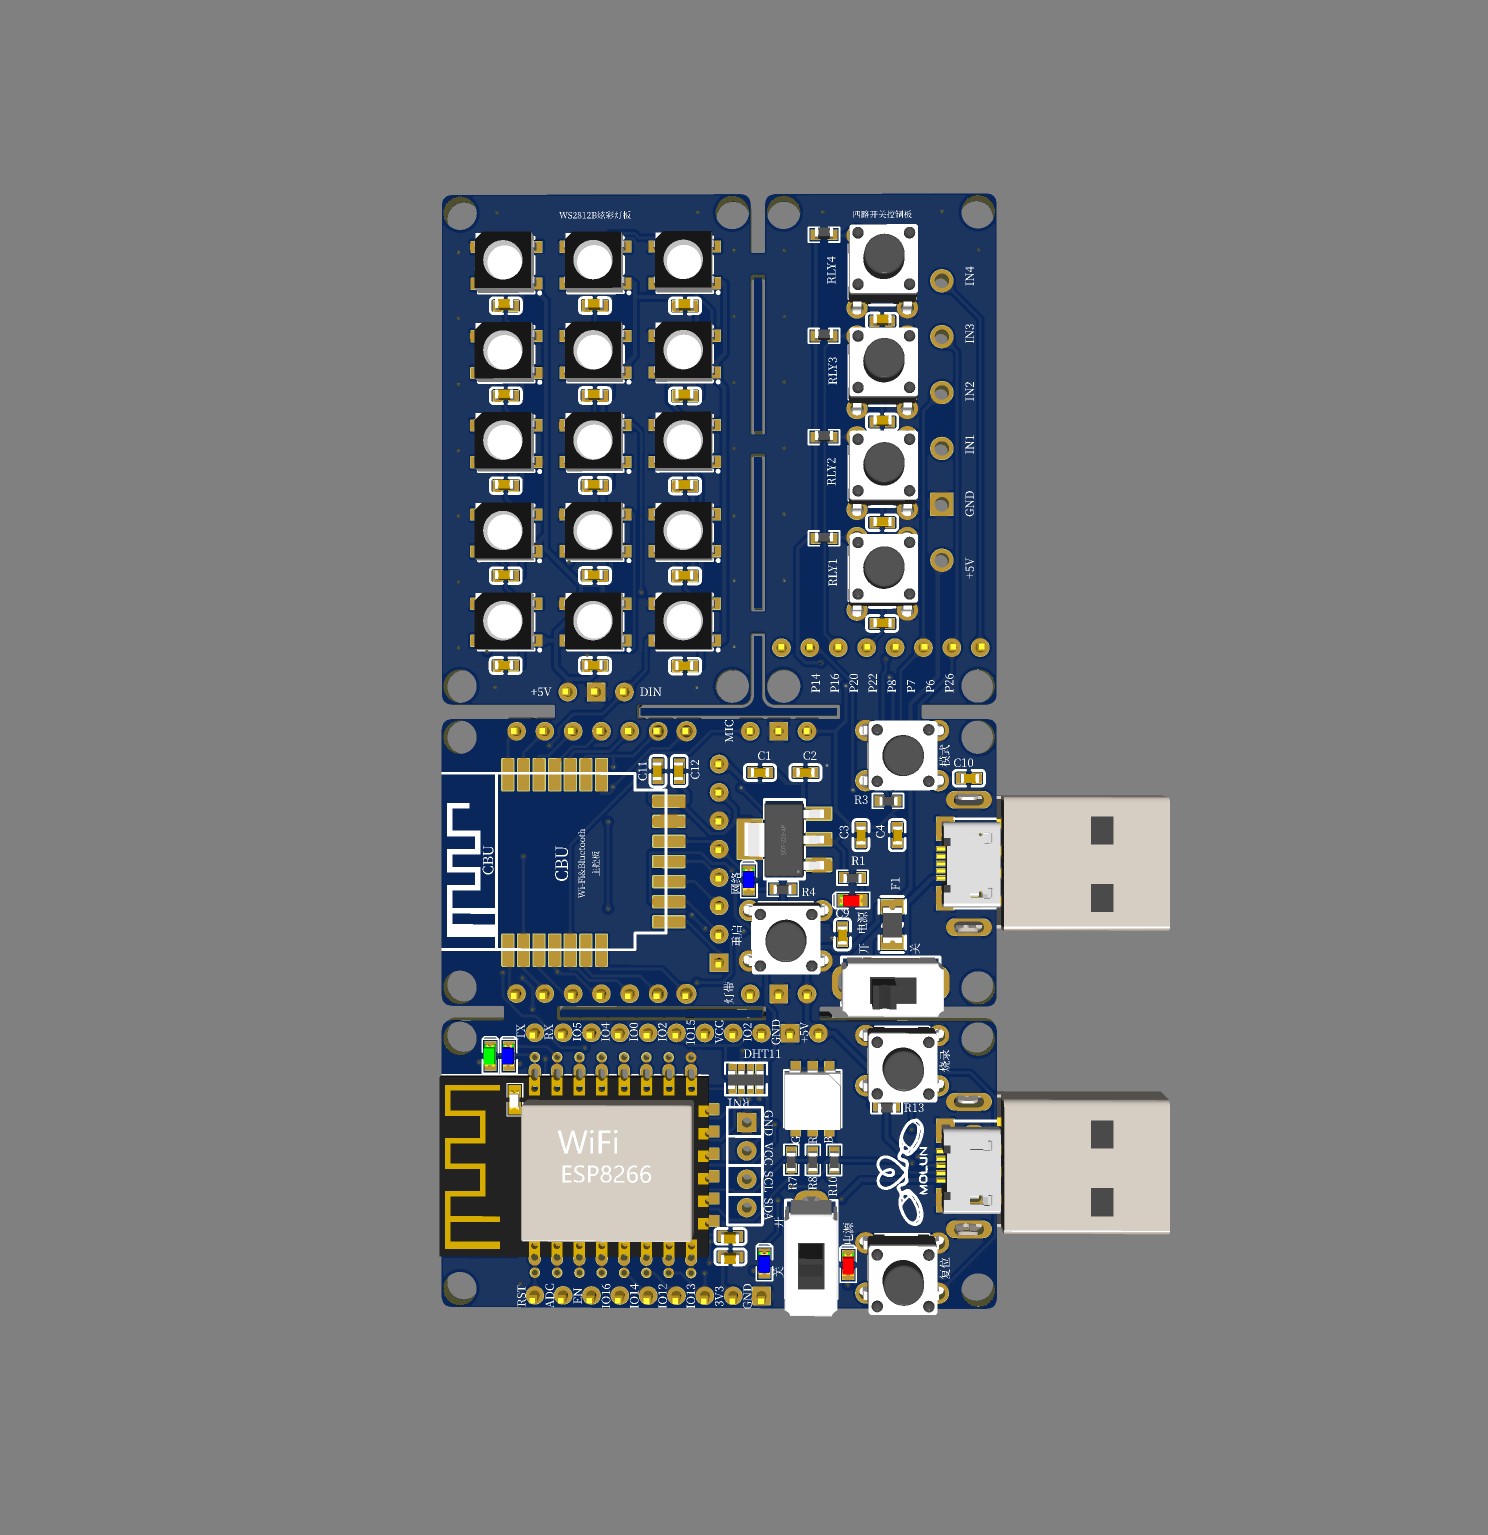 WS2812B炫彩灯板
四路开关控制板
RLY4
RLY3
RLY2
RLY1
IN4
IN3
IN2
IN1
GND
+5V
P14
P16
P20
P22
P8
P7
P6
P26
+5V
DIN
MIC
C11
C12
C1
C2
模式
C10
R3
C3
C4
R1
F1
CBU
CBU
Wi-Fi&Bluetooth
主控板
网络
R4
电源
开
关
灯带
TX
RX
IO5
IO4
IO0
IO2
IO15
VCC
IO2
GND
+5V
DHT11
RN1
烧录
R13
WiFi
ESP8266
GND
VCC
SCL
SDA
G
R
B
R7
R8
R10
MOLUN
开
关
电源
复位
RST
ADC
EN
IO16
IO14
IO12
IO13
3V3
GND